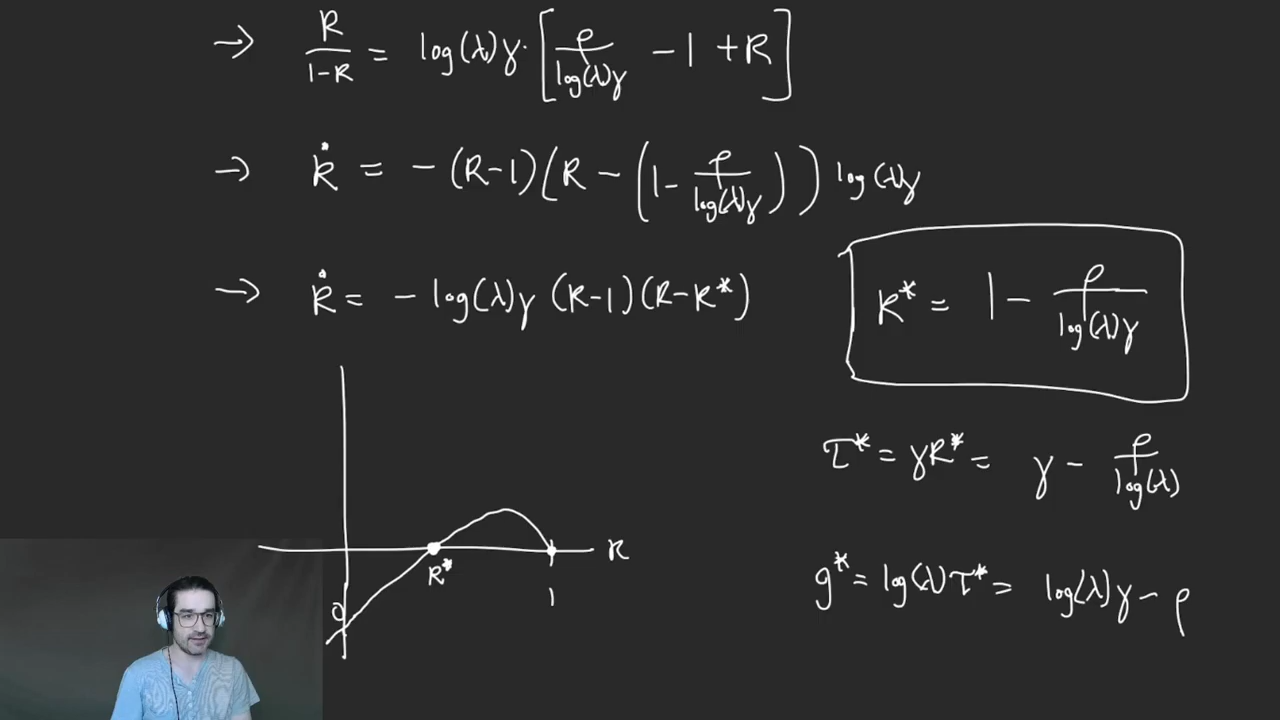 → R/(1-R) = log(λ)γ · [ρ/(log(λ)γ) - 1 + R]
→ Ṙ = -(R-1)(R - (1 - ρ/(log(λ)γ))) log(λ)γ
→ Ṙ = - log(λ)γ (R-1)(R-R*)
R* = 1 - ρ/(log(λ)γ)
τ* = γR* = γ - ρ/log(λ)
g* = log(λ)τ* = log(λ)γ - ρ
R
R*
0
1